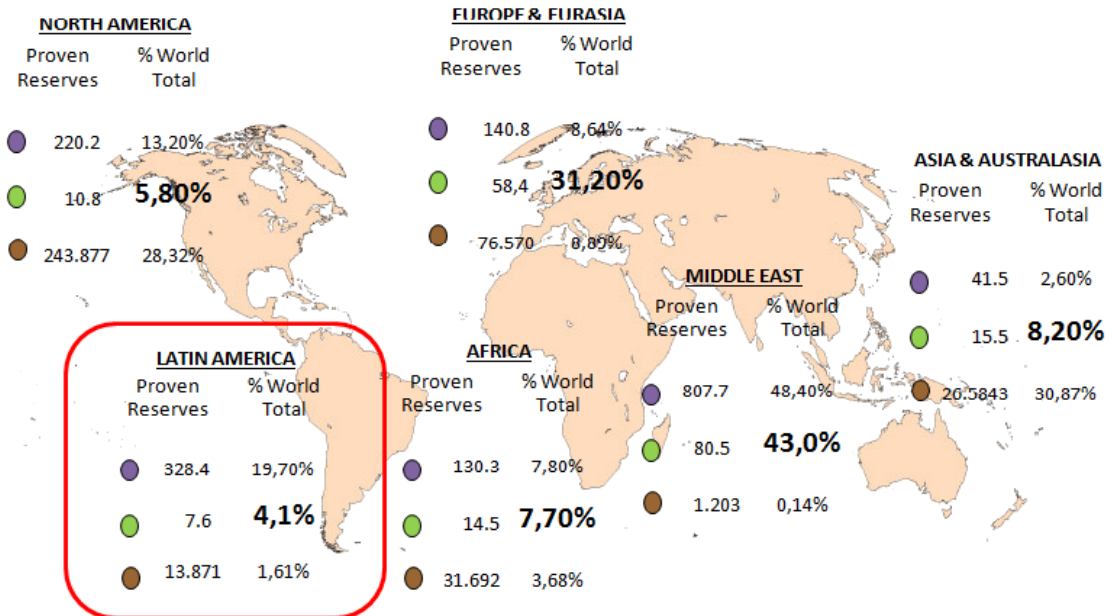 NORTH AMERICA
Proven % World
Reserves Total
220.2 13,20%
10.8 5,80%
243.877 28,32%
EUROPE & EURASIA
Proven % World
Reserves Total
140.8 8,64%
58,4 31,20%
76.570 8,89%
ASIA & AUSTRALASIA
Proven % World
Reserves Total
41.5 2,60%
15.5 8,20%
26.5843 30,87%
MIDDLE EAST
Proven % World
Reserves Total
807.7 48,40%
80.5 43,0%
1.203 0,14%
LATIN AMERICA
Proven % World
Reserves Total
328.4 19,70%
7.6 4,1%
13.871 1,61%
AFRICA
Proven % World
Reserves Total
130.3 7,80%
14.5 7,70%
31.692 3,68%